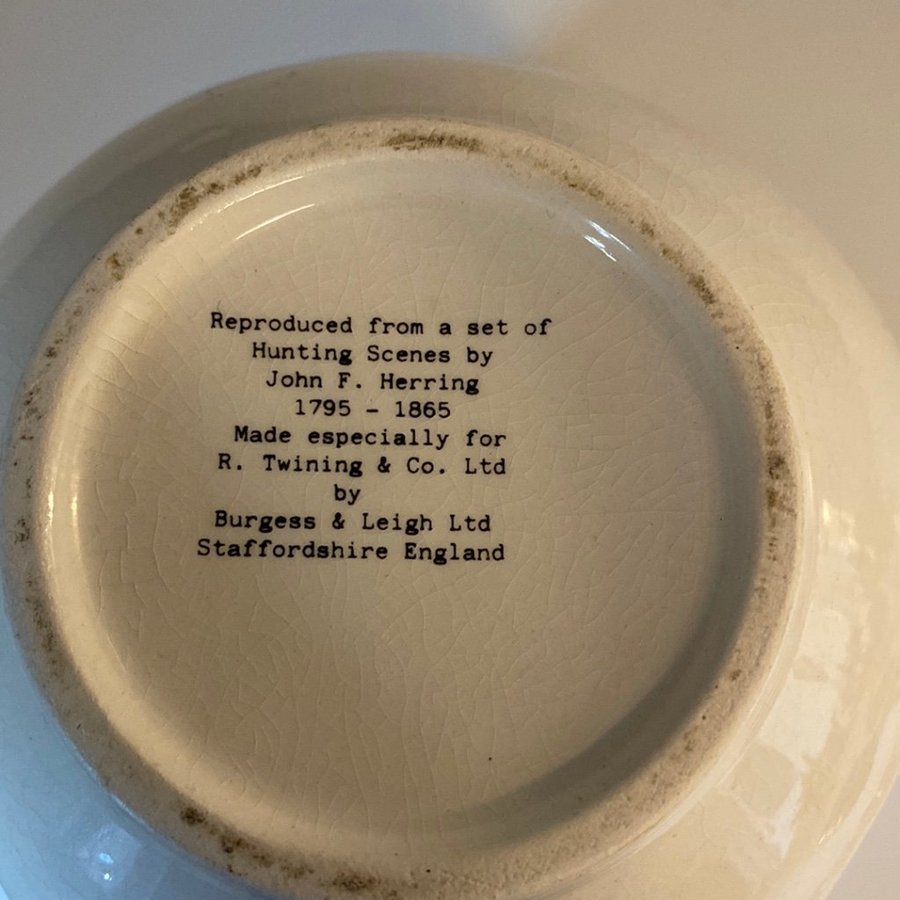 Reproduced from a set of
Hunting Scenes by
John F. Herring
1795 - 1865
Made especially for
R. Twining & Co. Ltd
by
Burgess & Leigh Ltd
Staffordshire England